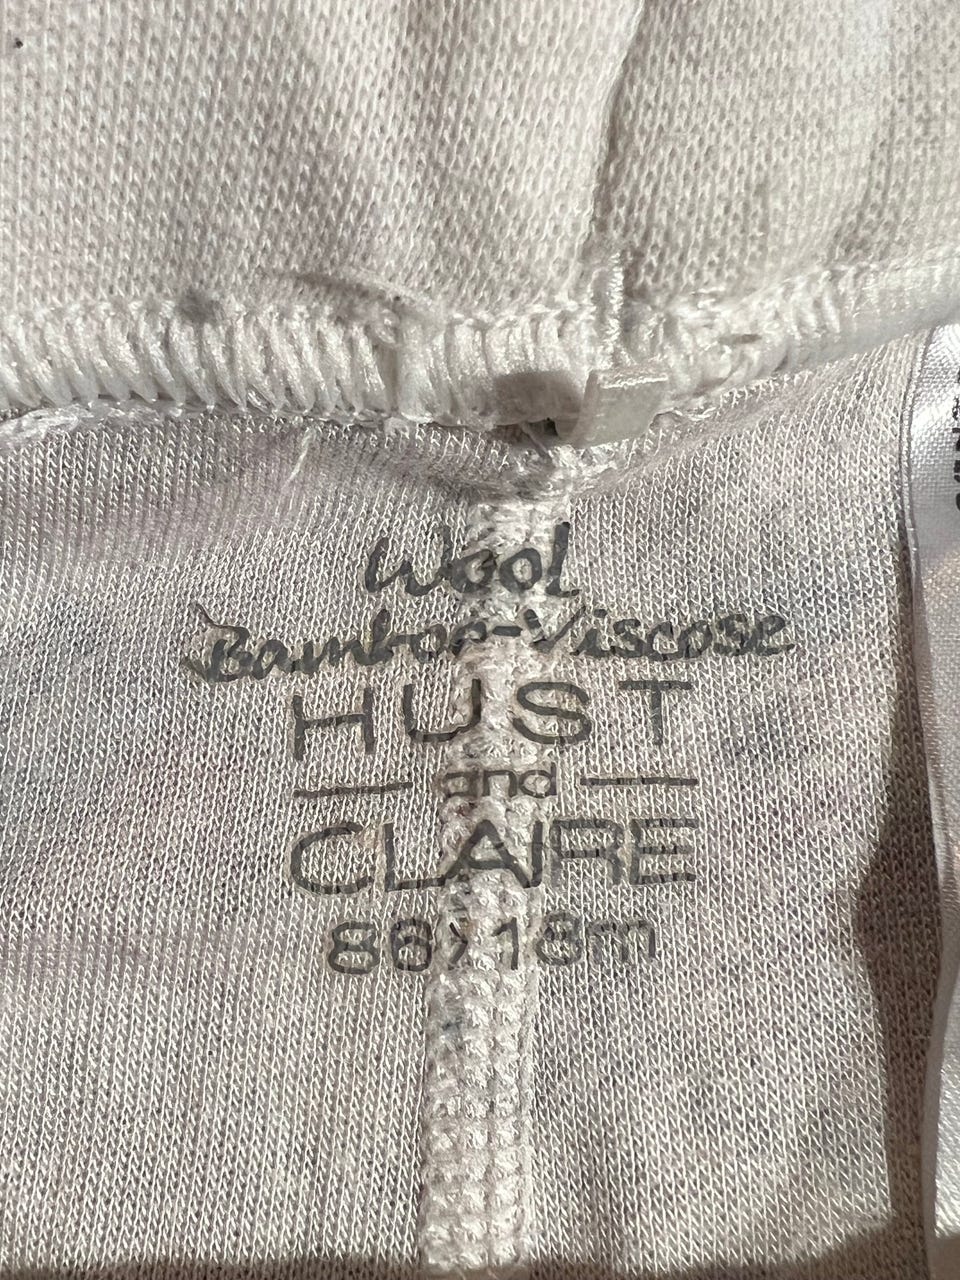 Wool
Bamboo-Viscose
HUST
and
CLAIRE
86>18m